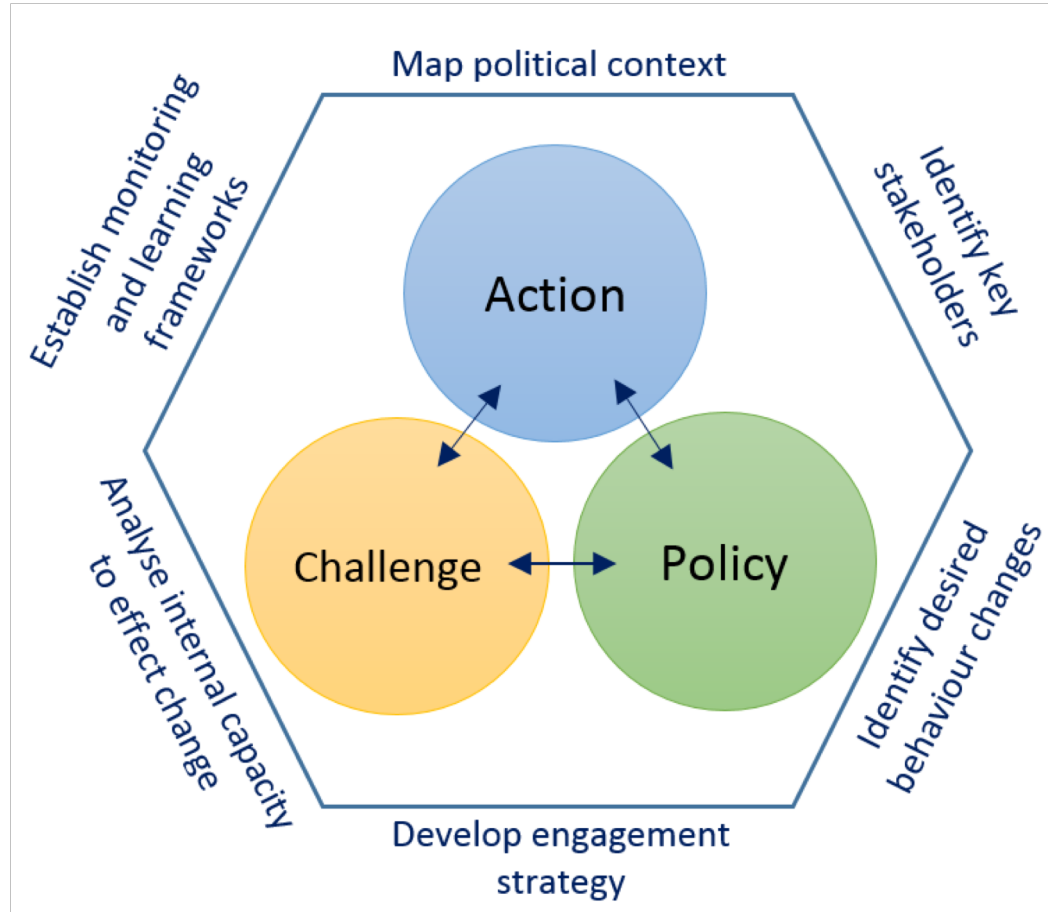 Map political context
Identify key
stakeholders
Identify desired
behaviour changes
Develop engagement
strategy
Analyse internal capacity
to effect change
Establish monitoring
and learning
frameworks
Action
Challenge
Policy